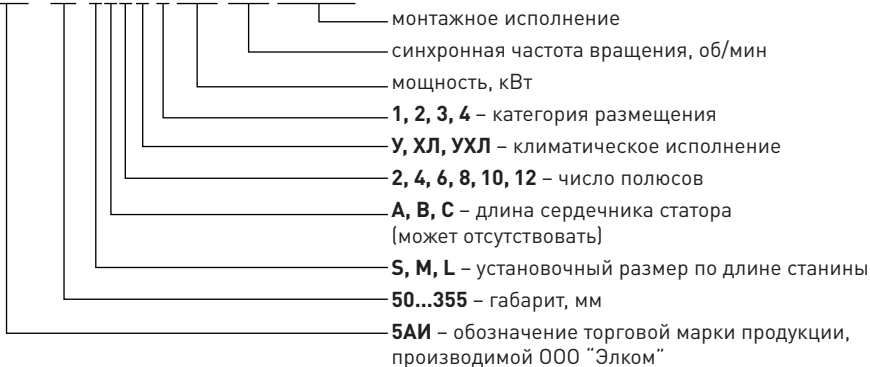 монтажное исполнение
синхронная частота вращения, об/мин
мощность, кВт
1, 2, 3, 4 – категория размещения
У, ХЛ, УХЛ – климатическое исполнение
2, 4, 6, 8, 10, 12 – число полюсов
A, B, C – длина сердечника статора
(может отсутствовать)
S, M, L – установочный размер по длине станины
50...355 – габарит, мм
5АИ – обозначение торговой марки продукции,
производимой ООО “Элком”